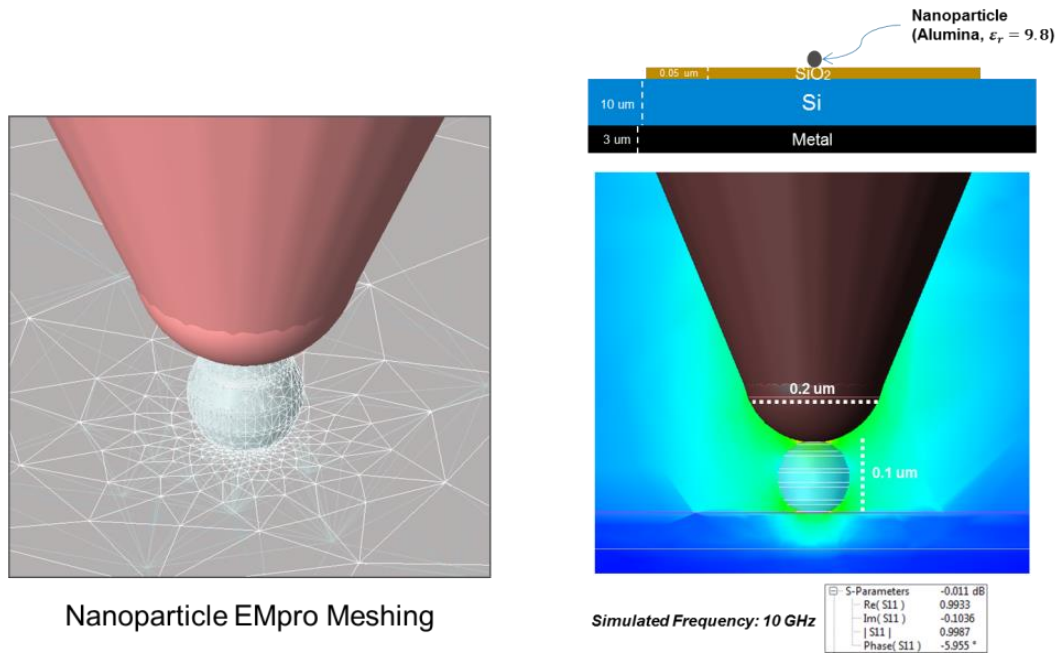 Nanoparticle
(Alumina, εr = 9.8)
0.05 um
SiO2
10 um
Si
3 um
Metal
0.2 um
0.1 um
Nanoparticle EMpro Meshing
Simulated Frequency: 10 GHz
S-Parameters -0.011 dB
Re( S11 ) 0.9933
Im( S11 ) -0.1036
| S11 | 0.9987
Phase( S11 ) -5.955 °